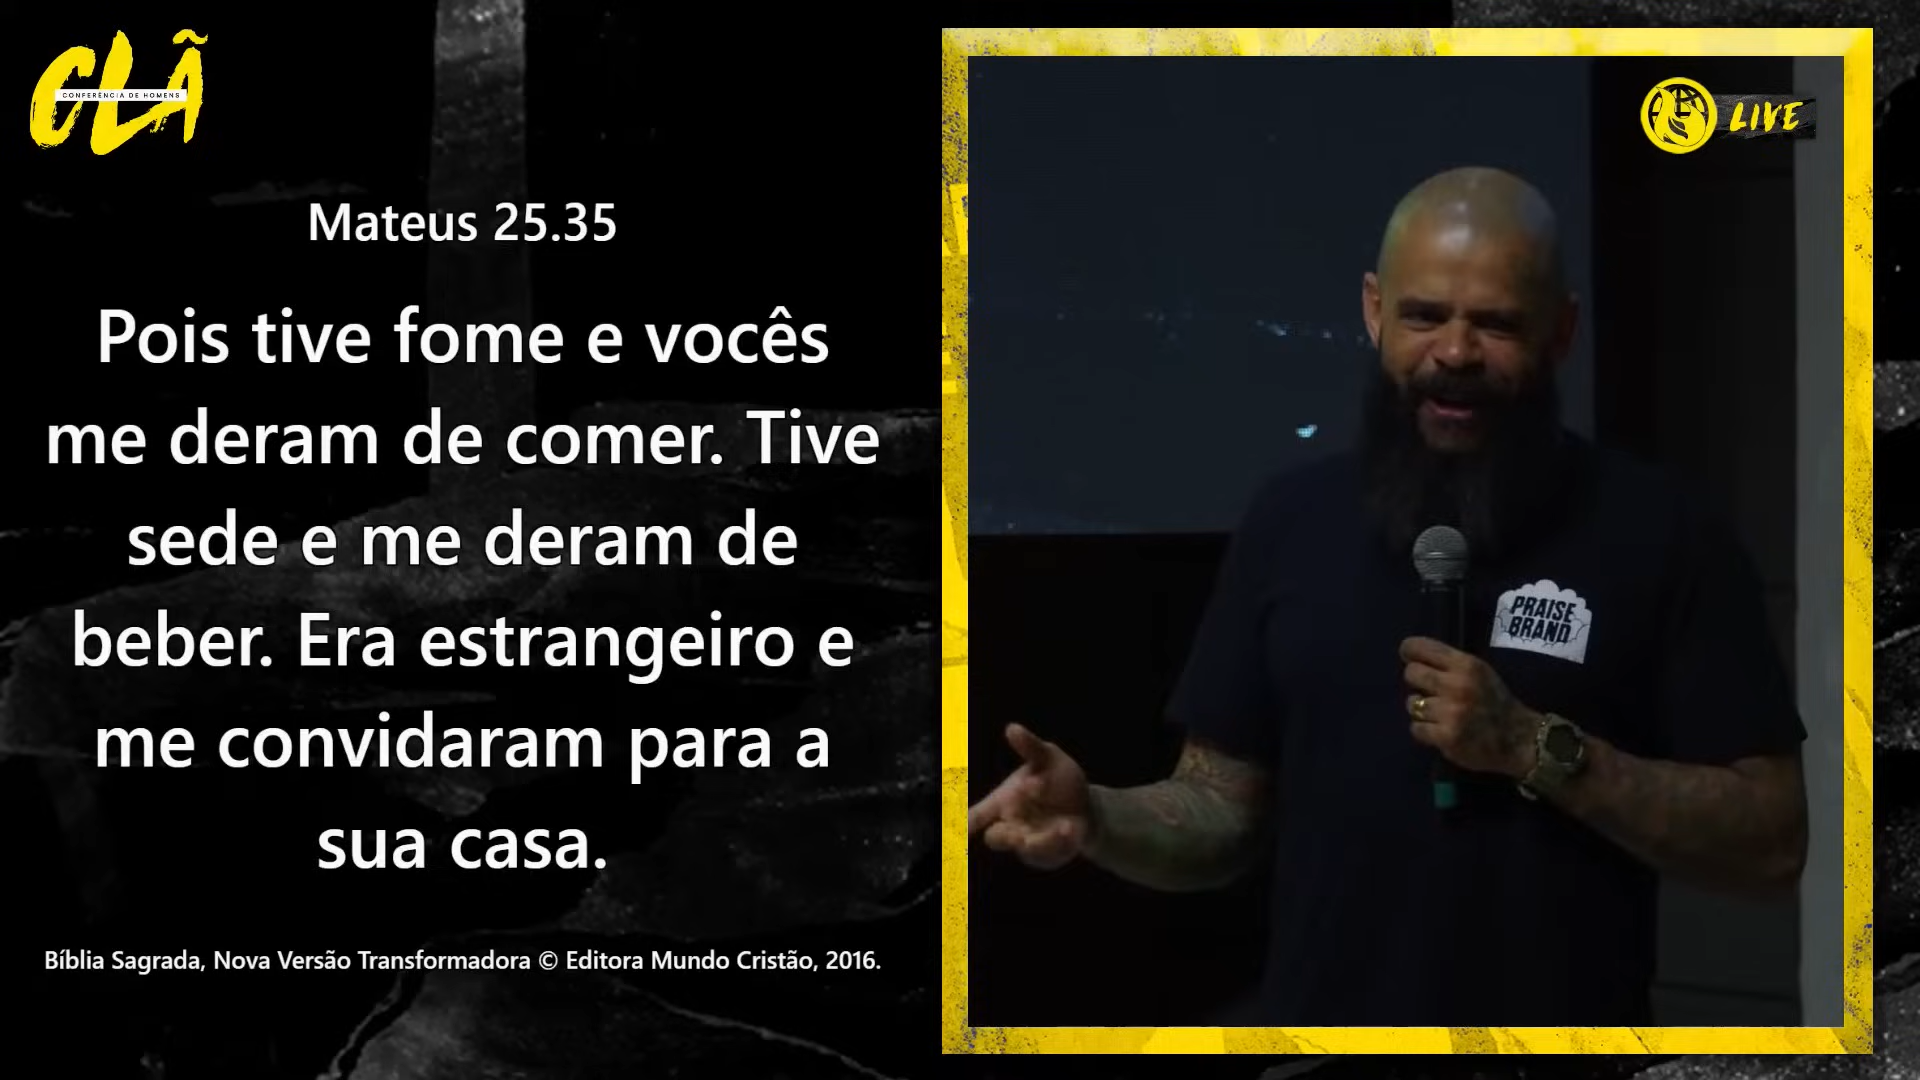 CLÃ
CONFERÊNCIA DE HOMENS
LIVE
Mateus 25.35
Pois tive fome e vocês
me deram de comer. Tive
sede e me deram de
beber. Era estrangeiro e
me convidaram para a
sua casa.
Bíblia Sagrada, Nova Versão Transformadora © Editora Mundo Cristão, 2016.
PRAISE
BRAND